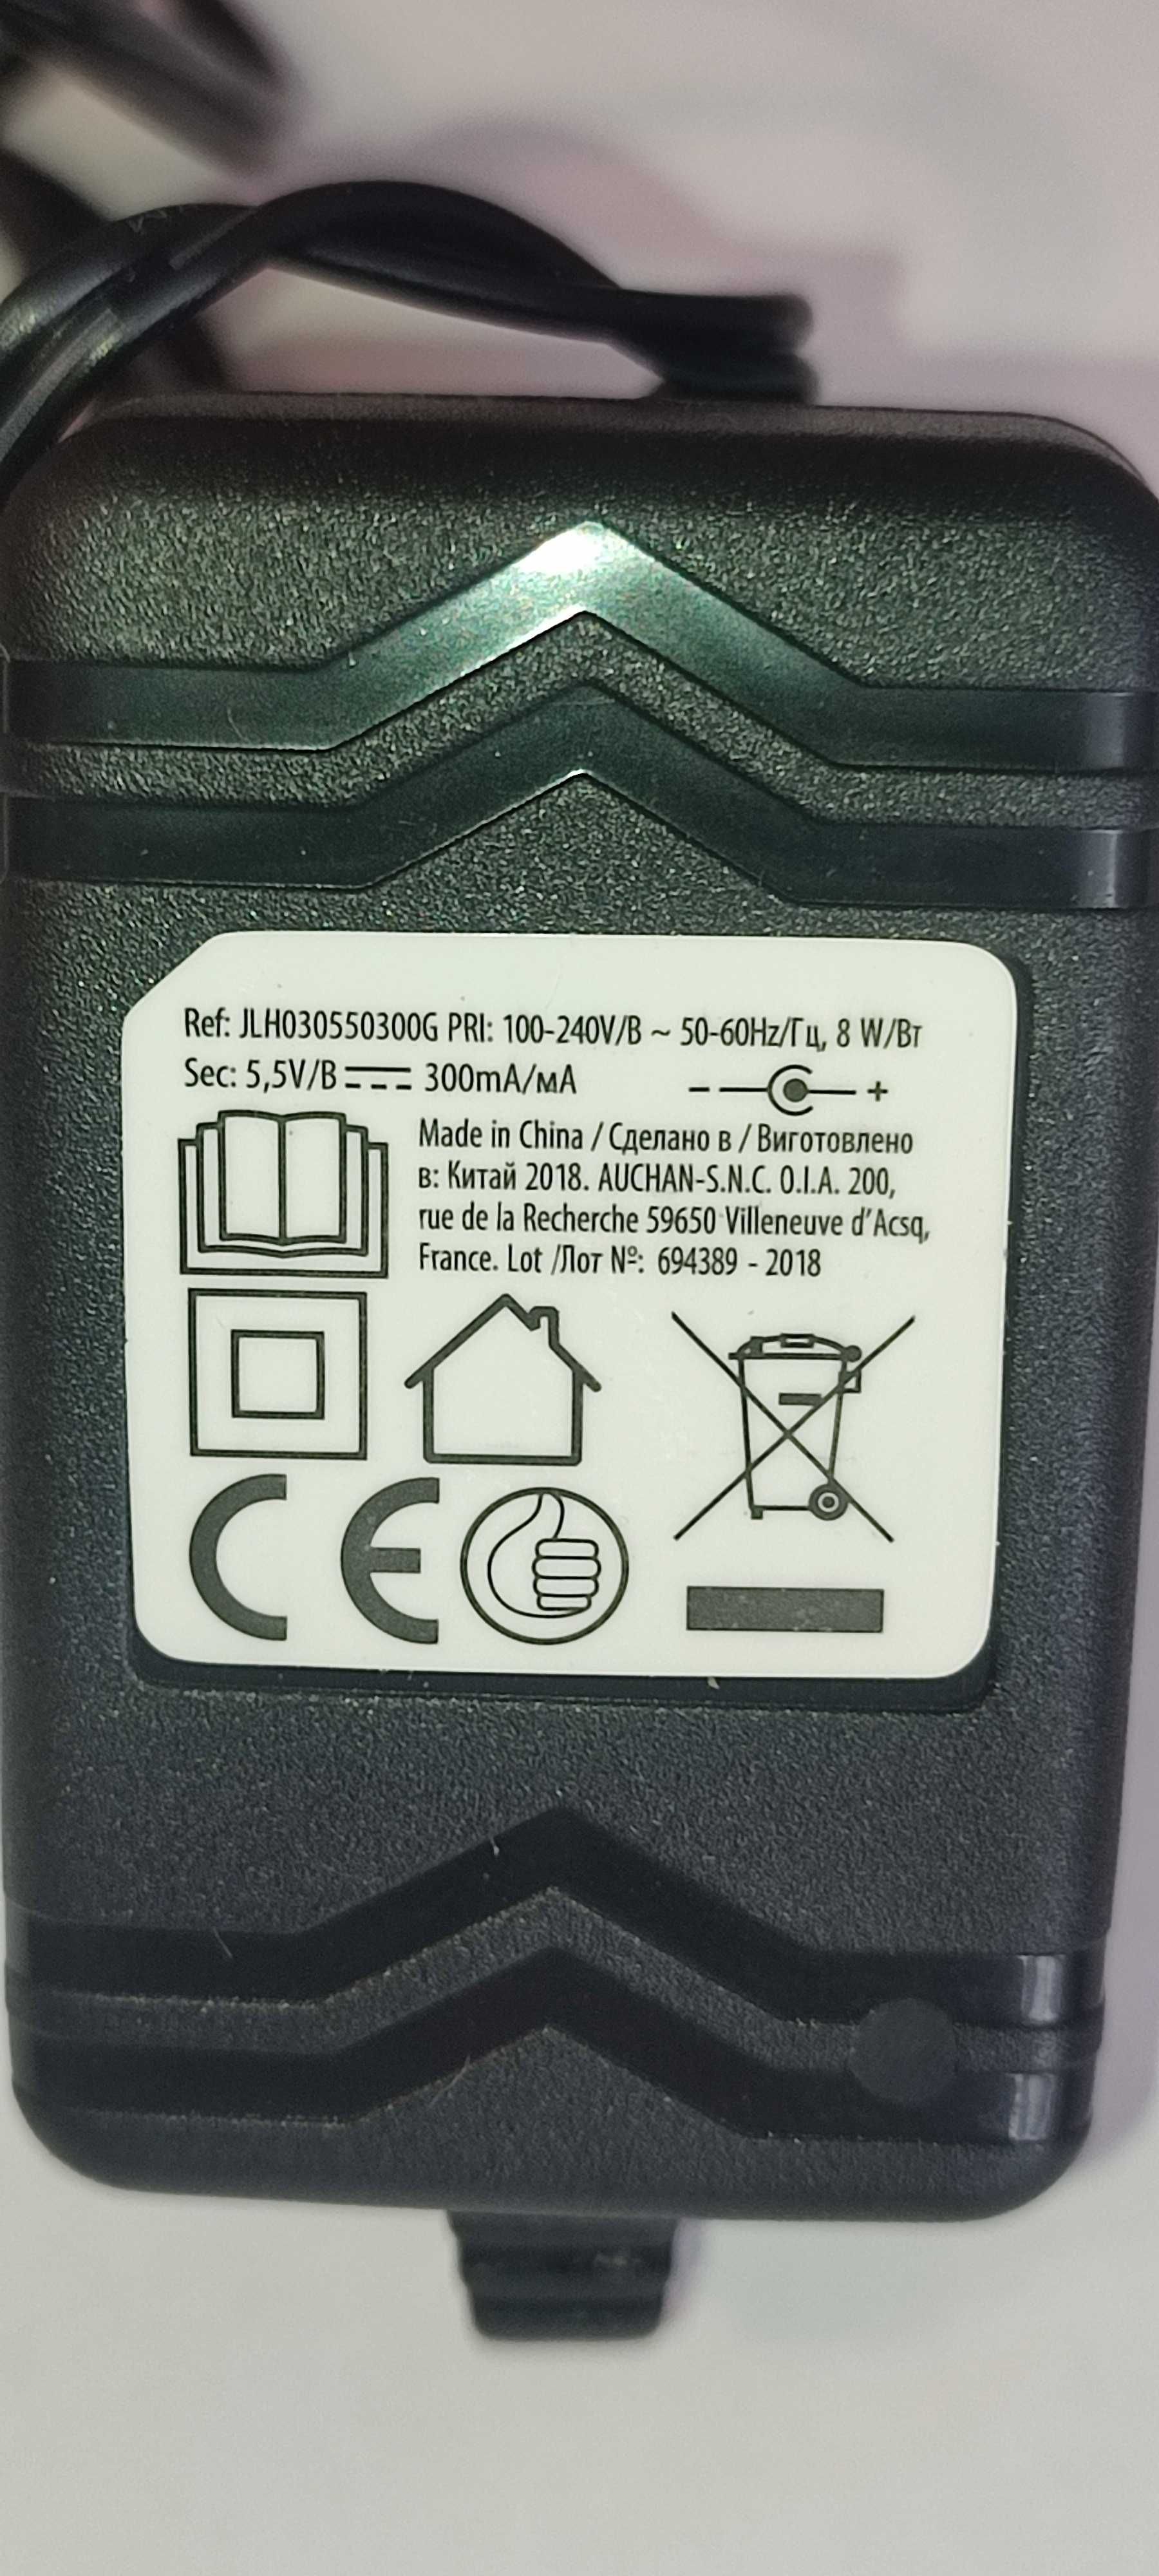 Ref: JLH030550300G PRI: 100-240V/B ~ 50-60Hz/Гц, 8 W/Вт
Sec: 5,5V/B 300mA/мА - +
Made in China / Сделано в / Виготовлено
в: Китай 2018. AUCHAN-S.N.C. O.I.A. 200,
rue de la Recherche 59650 Villeneuve d'Acsq,
France. Lot /Лот №: 694389 - 2018
CE